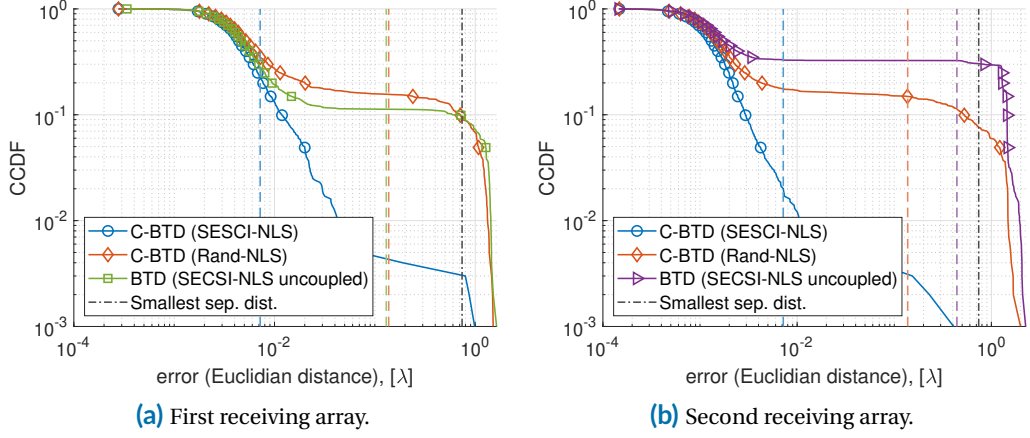 10^0
10^-1
10^-2
10^-3
CCDF
C-BTD (SESCI-NLS)
C-BTD (Rand-NLS)
BTD (SECSI-NLS uncoupled)
Smallest sep. dist.
10^-4
10^-2
10^0
error (Euclidian distance), [λ]
(a) First receiving array.
10^0
10^-1
10^-2
10^-3
CCDF
C-BTD (SESCI-NLS)
C-BTD (Rand-NLS)
BTD (SECSI-NLS uncoupled)
Smallest sep. dist.
10^-4
10^-2
10^0
error (Euclidian distance), [λ]
(b) Second receiving array.